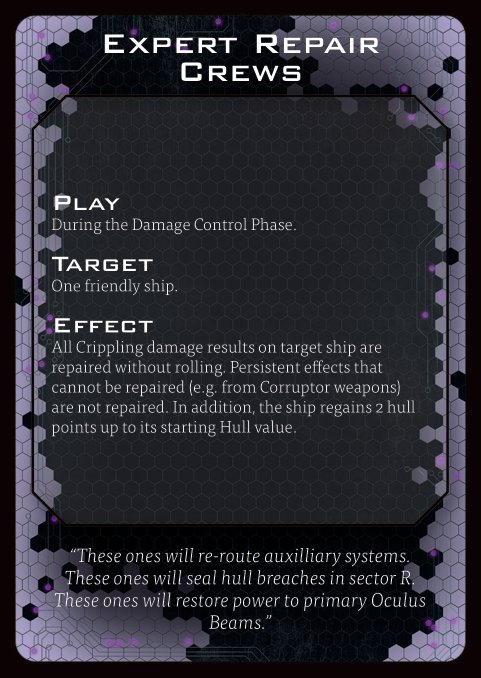 Expert Repair
Crews
Play
During the Damage Control Phase.
Target
One friendly ship.
Effect
All Crippling damage results on target ship are
repaired without rolling. Persistent effects that
cannot be repaired (e.g. from Corruptor weapons)
are not repaired. In addition, the ship regains 2 hull
points up to its starting Hull value.
“These ones will re-route auxilliary systems.
These ones will seal hull breaches in sector R.
These ones will restore power to primary Oculus
Beams.”